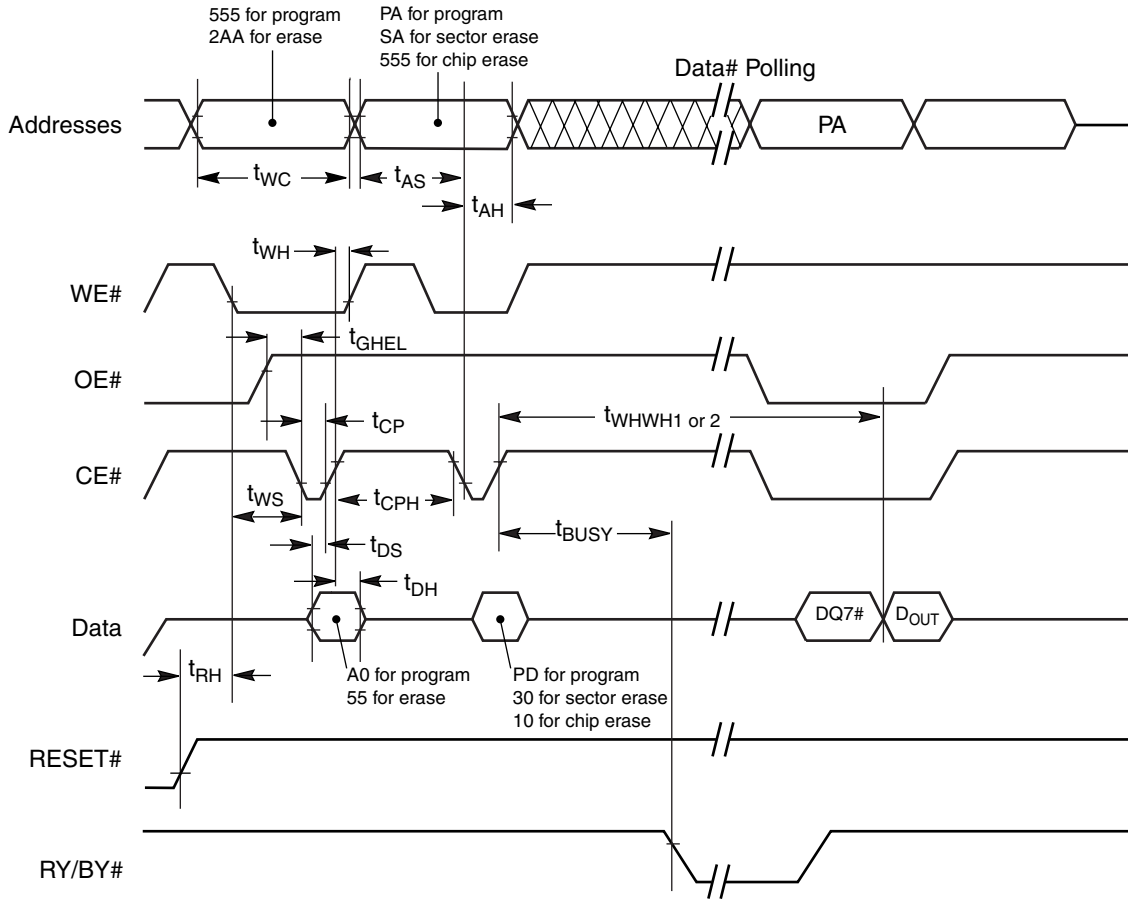 555 for program
2AA for erase
PA for program
SA for sector erase
555 for chip erase
Data# Polling
Addresses
PA
tWC
tAS
tAH
tWH
WE#
tGHEL
OE#
tWHWH1 or 2
tCP
CE#
tWS
tCPH
tBUSY
tDS
tDH
Data
DQ7#
DOUT
tRH
A0 for program
55 for erase
PD for program
30 for sector erase
10 for chip erase
RESET#
RY/BY#